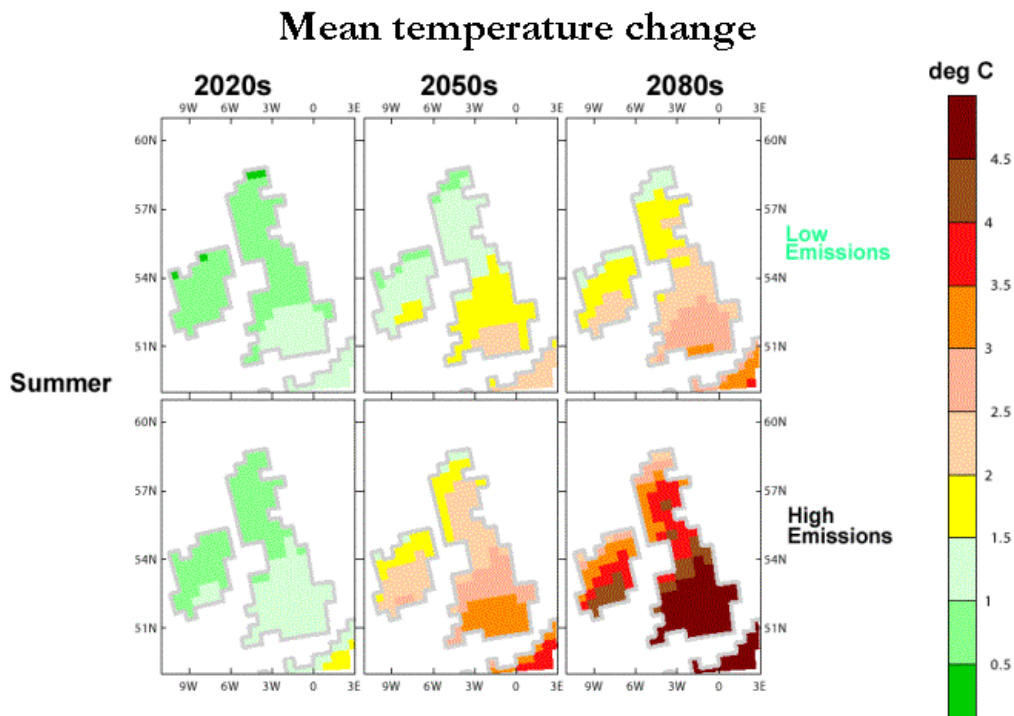 Mean temperature change
deg C
2020s 2050s 2080s
9W 6W 3W 0 3E 9W 6W 3W 0 3E 9W 6W 3W 0 3E
60N 60N
4.5
57N 57N
4
Low
Emissions
3.5
54N 54N
3
51N 51N
Summer
2.5
60N 60N
2
57N 57N
High
Emissions
1.5
54N 54N
1
51N 51N
0.5
9W 6W 3W 0 3E 9W 6W 3W 0 3E 9W 6W 3W 0 3E